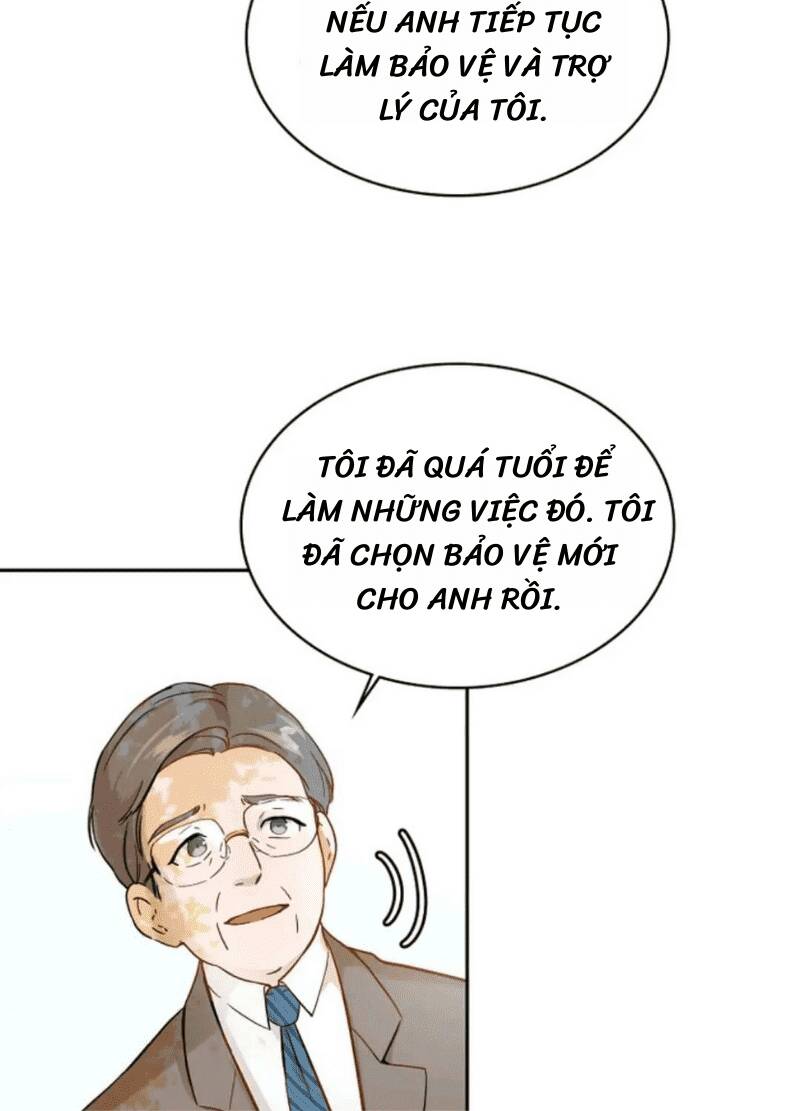 NẾU ANH TIẾP TỤC
LÀM BẢO VỆ VÀ TRỢ
LÝ CỦA TÔI.
TÔI ĐÃ QUÁ TUỔI ĐỂ
LÀM NHỮNG VIỆC ĐÓ. TÔI
ĐÃ CHỌN BẢO VỆ MỚI
CHO ANH RỒI.